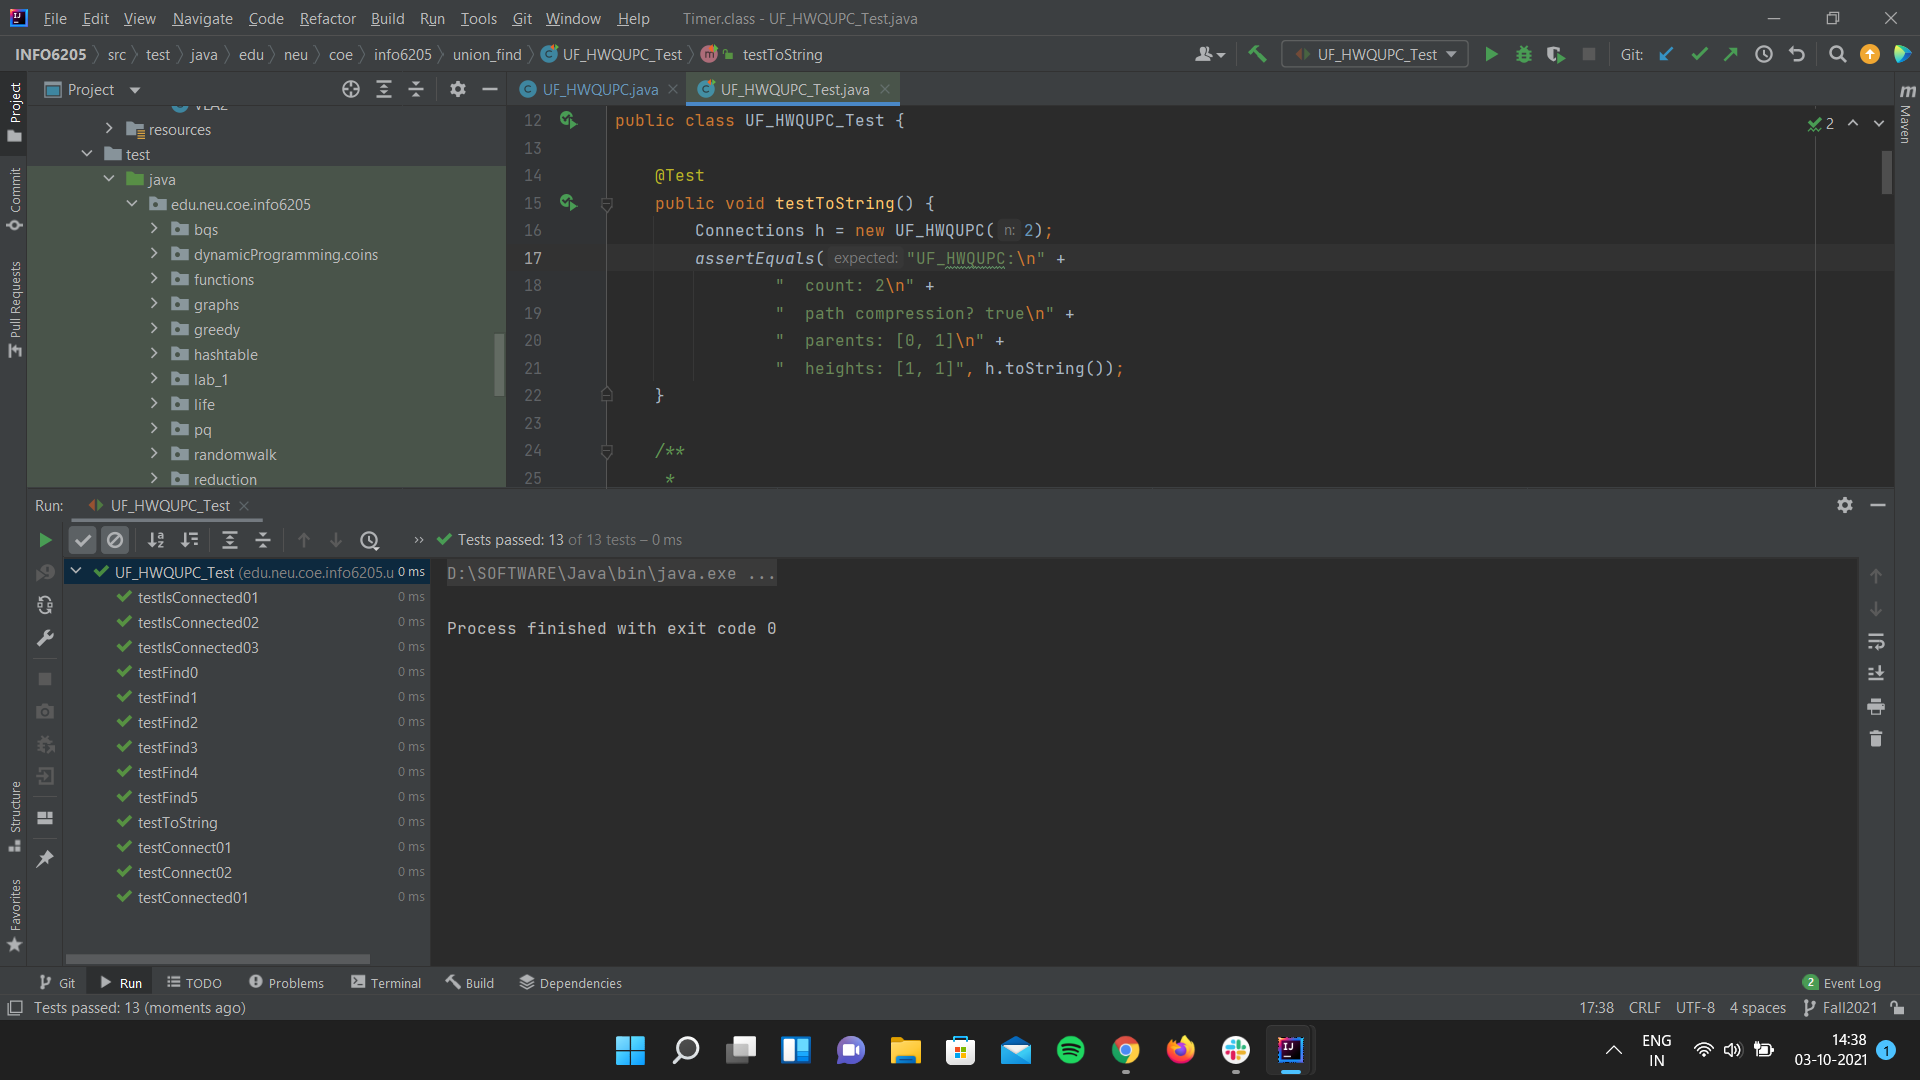 File Edit View Navigate Code Refactor Build Run Tools Git Window Help Timer.class - UF_HWQUPC_Test.java
INFO6205 src test java edu neu coe info6205 union_find UF_HWQUPC_Test testToString UF_HWQUPC_Test Git:
Project UF_HWQUPC.java UF_HWQUPC_Test.java
resources
test
java
edu.neu.coe.info6205
bqs
dynamicProgramming.coins
functions
graphs
greedy
hashtable
lab_1
life
pq
randomwalk
reduction
12 public class UF_HWQUPC_Test {
2
13
14 @Test
15 public void testToString() {
16 Connections h = new UF_HWQUPC( n: 2);
17 assertEquals( expected: "UF_HWQUPC:\n" +
18 "  count: 2\n" +
19 "  path compression? true\n" +
20 "  parents: [0, 1]\n" +
21 "  heights: [1, 1]", h.toString());
22 }
23
24 /**
25 *
Project
Commit
Pull Requests
Structure
Favorites
Maven
Run: UF_HWQUPC_Test
Tests passed: 13 of 13 tests – 0 ms
UF_HWQUPC_Test (edu.neu.coe.info6205.u 0 ms
testIsConnected01 0 ms
testIsConnected02 0 ms
testIsConnected03 0 ms
testFind0 0 ms
testFind1 0 ms
testFind2 0 ms
testFind3 0 ms
testFind4 0 ms
testFind5 0 ms
testToString 0 ms
testConnect01 0 ms
testConnect02 0 ms
testConnected01 0 ms
D:\SOFTWARE\Java\bin\java.exe ...
Process finished with exit code 0
Git Run TODO Problems Terminal Build Dependencies 2 Event Log
Tests passed: 13 (moments ago) 17:38 CRLF UTF-8 4 spaces Fall2021
ENG
IN
14:38
03-10-2021
1